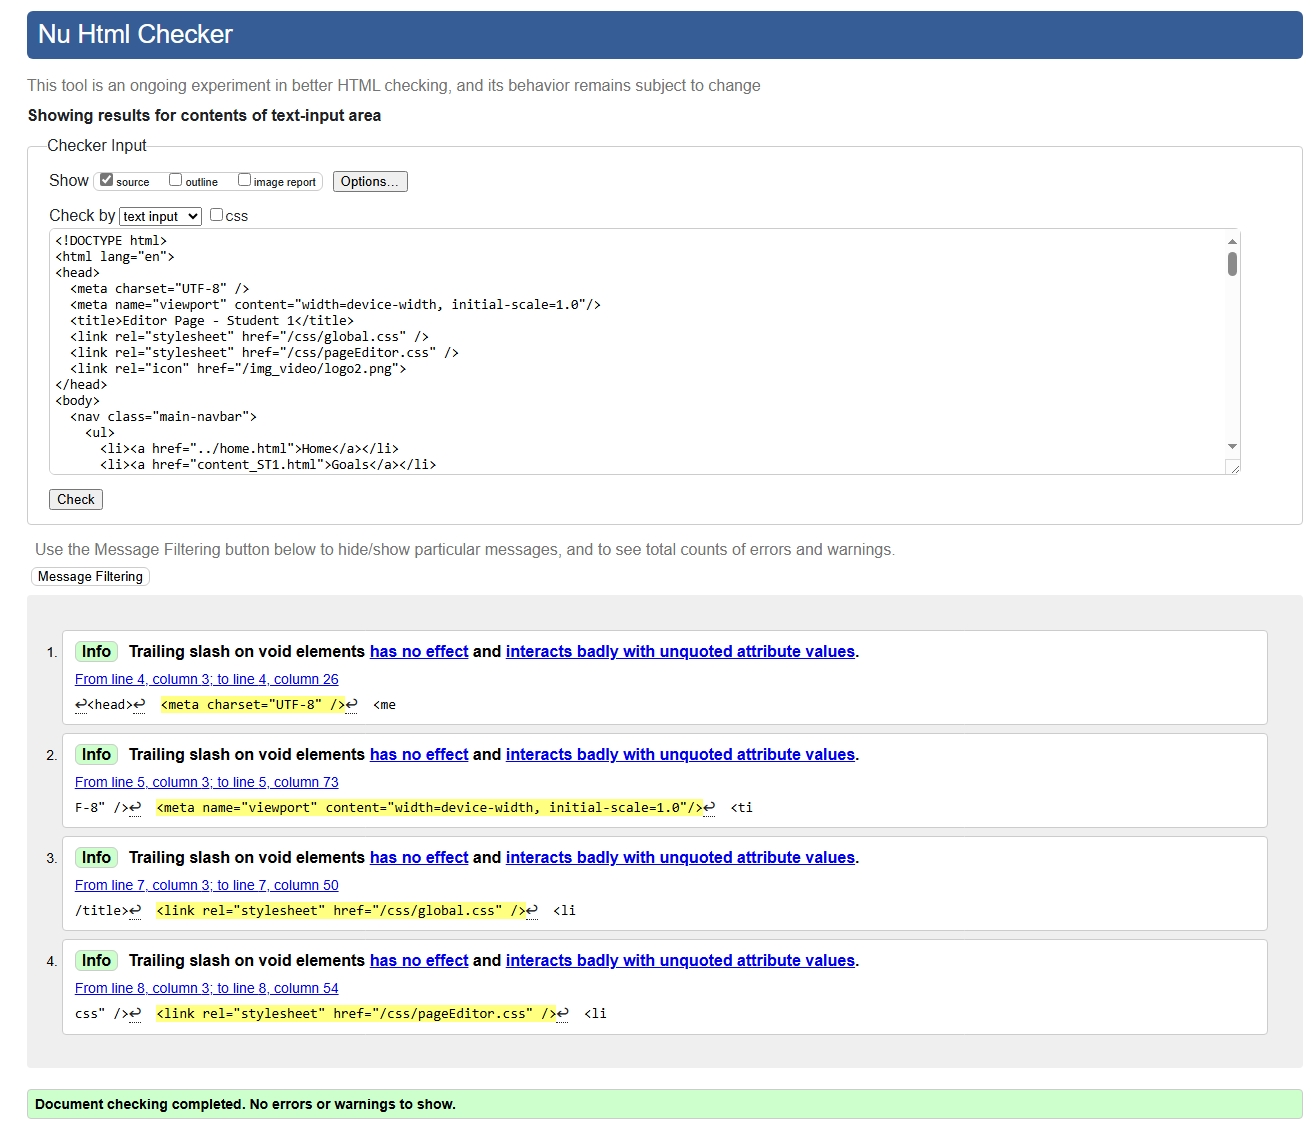 Nu Html Checker
This tool is an ongoing experiment in better HTML checking, and its behavior remains subject to change
Showing results for contents of text-input area
Checker Input
Show source outline image report Options...
Check by text input css
<!DOCTYPE html>
<html lang="en">
<head>
  <meta charset="UTF-8" />
  <meta name="viewport" content="width=device-width, initial-scale=1.0"/>
  <title>Editor Page - Student 1</title>
  <link rel="stylesheet" href="/css/global.css" />
  <link rel="stylesheet" href="/css/pageEditor.css" />
  <link rel="icon" href="/img_video/logo2.png">
</head>
<body>
  <nav class="main-navbar">
    <ul>
      <li><a href="../home.html">Home</a></li>
      <li><a href="content_ST1.html">Goals</a></li>
Check
Use the Message Filtering button below to hide/show particular messages, and to see total counts of errors and warnings.
Message Filtering
1. Info Trailing slash on void elements has no effect and interacts badly with unquoted attribute values.
From line 4, column 3; to line 4, column 26
↩<head>↩  <meta charset="UTF-8" />↩  <me
2. Info Trailing slash on void elements has no effect and interacts badly with unquoted attribute values.
From line 5, column 3; to line 5, column 73
F-8" />↩  <meta name="viewport" content="width=device-width, initial-scale=1.0"/>↩  <ti
3. Info Trailing slash on void elements has no effect and interacts badly with unquoted attribute values.
From line 7, column 3; to line 7, column 50
/title>↩  <link rel="stylesheet" href="/css/global.css" />↩  <li
4. Info Trailing slash on void elements has no effect and interacts badly with unquoted attribute values.
From line 8, column 3; to line 8, column 54
css" />↩  <link rel="stylesheet" href="/css/pageEditor.css" />↩  <li
Document checking completed. No errors or warnings to show.